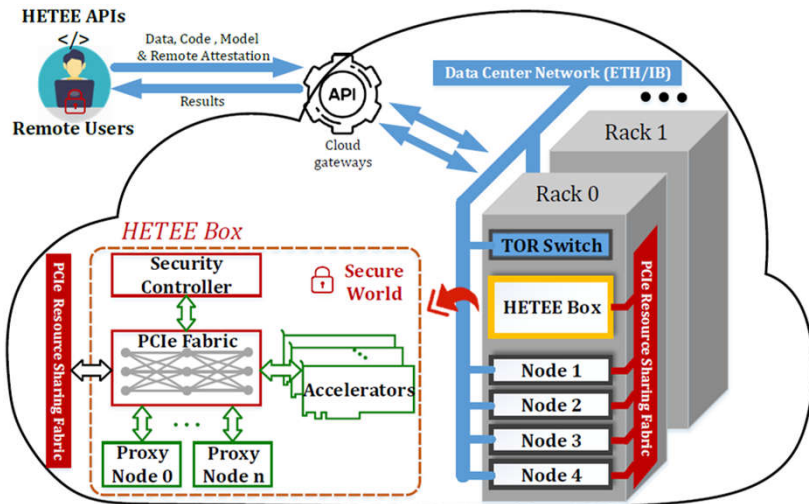 HETEE APIs
</>
Remote Users
Data, Code , Model
& Remote Attestation
Results
API
Cloud
gateways
Data Center Network (ETH/IB)
Rack 1
Rack 0
TOR Switch
HETEE Box
Node 1
Node 2
Node 3
Node 4
PCIe Resource Sharing Fabric
HETEE Box
Security
Controller
Secure
World
PCIe Resource Sharing Fabric
PCIe Fabric
Accelerators
Proxy
Node 0
Proxy
Node n